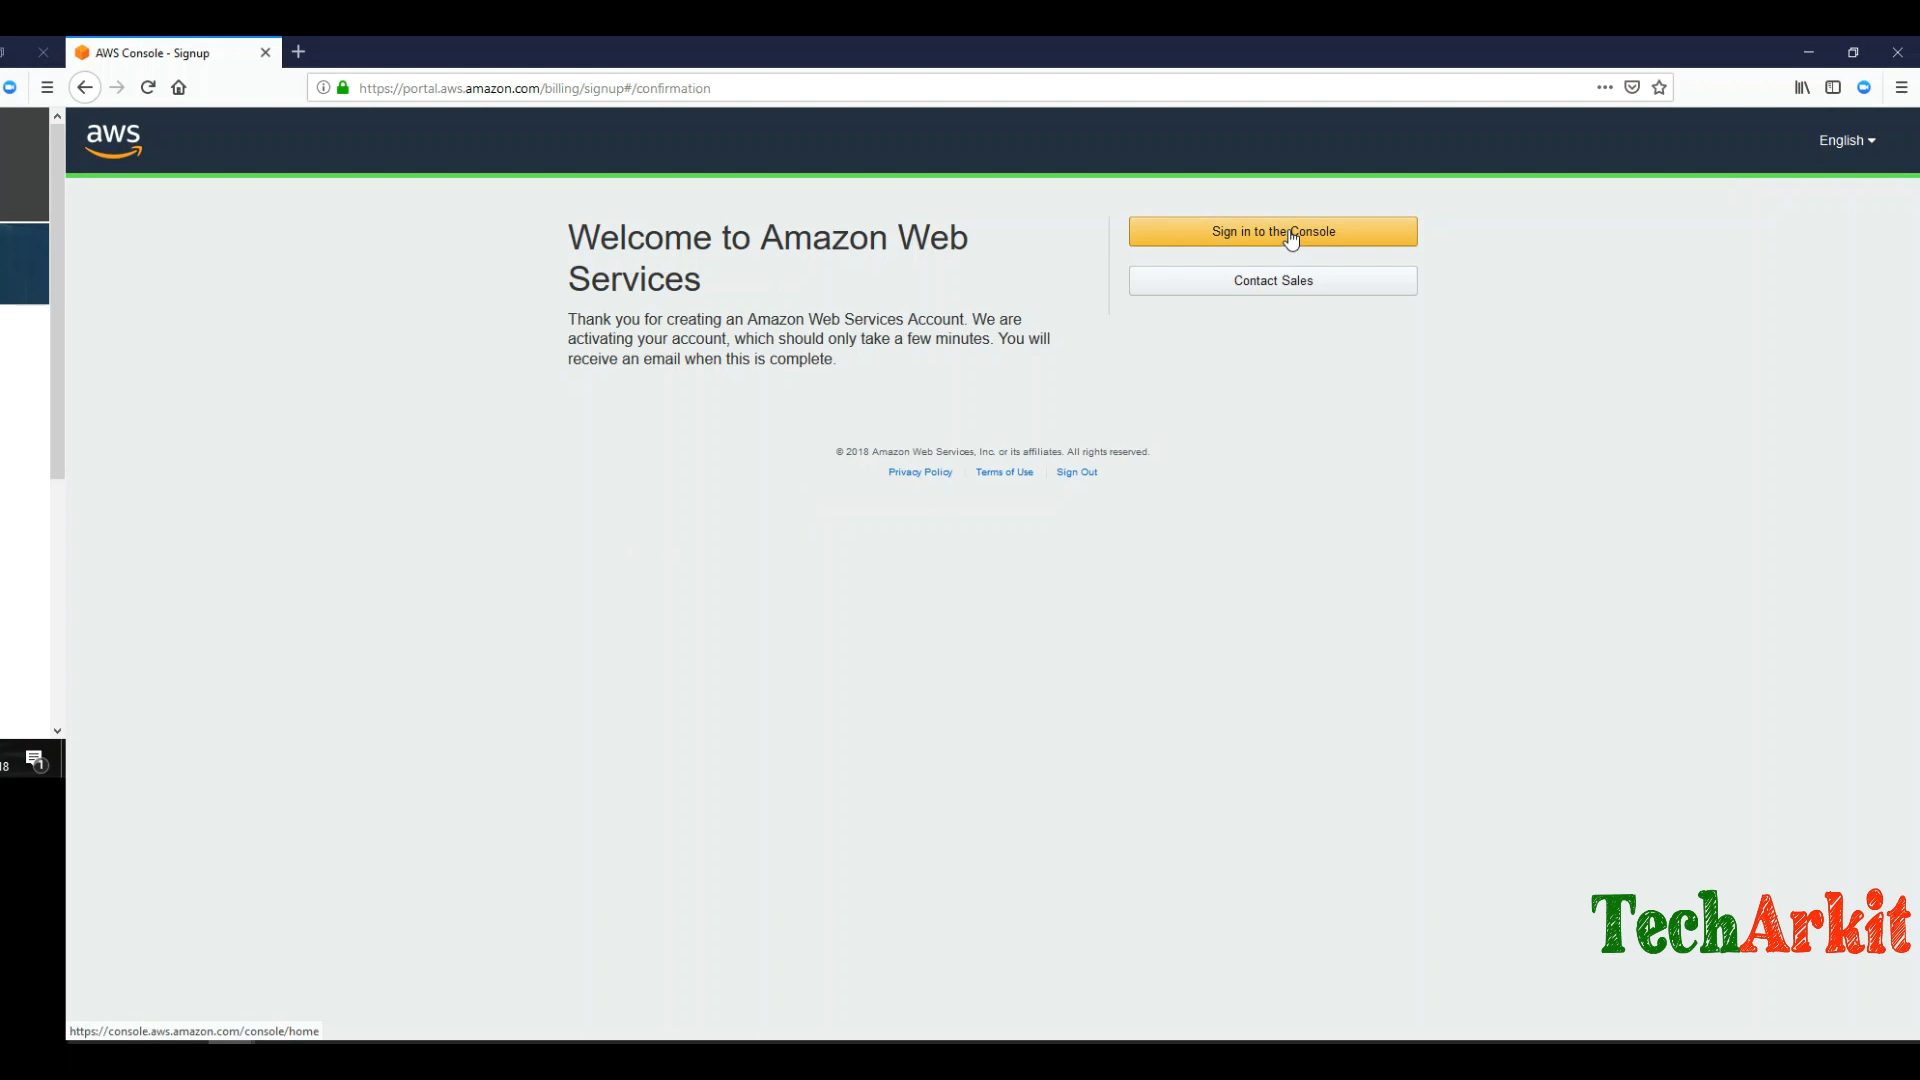 AWS Console - Signup
https://portal.aws.amazon.com/billing/signup#/confirmation
aws
English
Welcome to Amazon Web
Services
Thank you for creating an Amazon Web Services Account. We are
activating your account, which should only take a few minutes. You will
receive an email when this is complete.
Sign in to the Console
Contact Sales
© 2018 Amazon Web Services, Inc. or its affiliates. All rights reserved.
Privacy Policy Terms of Use Sign Out
18
1
TechArkit
https://console.aws.amazon.com/console/home